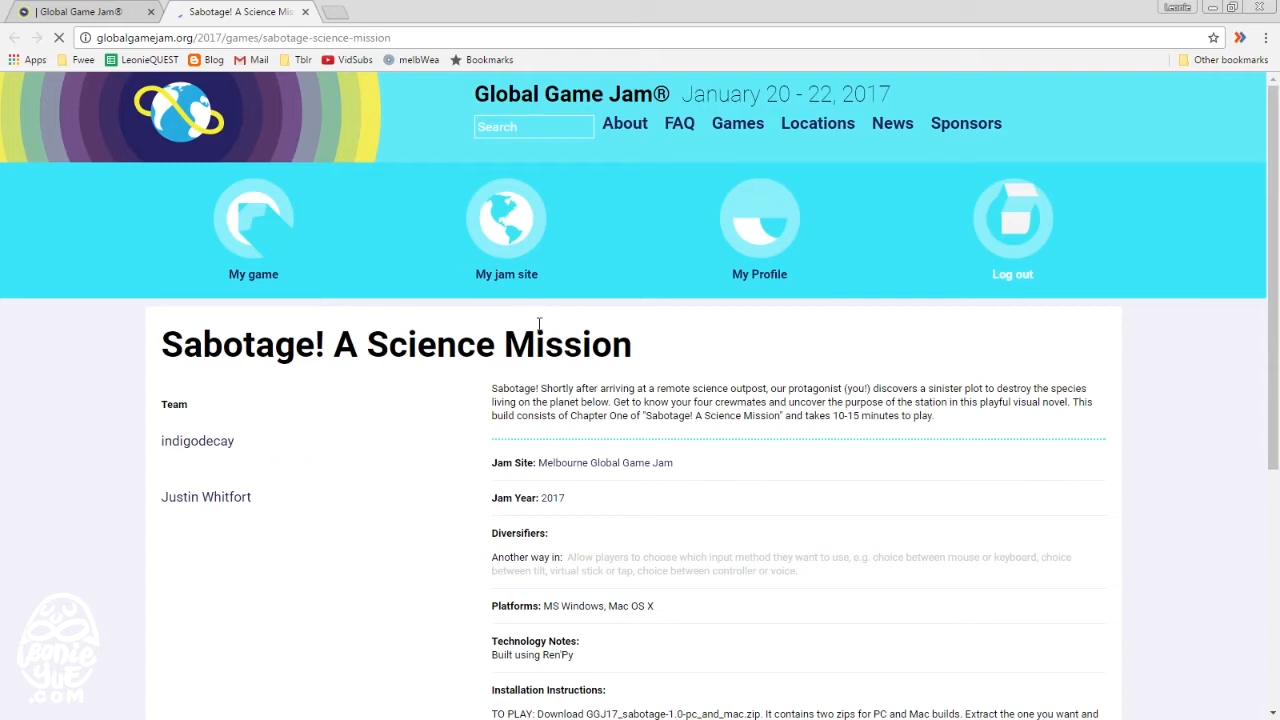 | Global Game Jam®
Sabotage! A Science Mis
Leonie
globalgamejam.org/2017/games/sabotage-science-mission
Apps Fwee LeonieQUEST Blog Mail Tblr VidSubs melbWea Bookmarks Other bookmarks
Global Game Jam® January 20 - 22, 2017
Search About FAQ Games Locations News Sponsors
My game My jam site My Profile Log out
Sabotage! A Science Mission
Team
indigodecay
Justin Whitfort
Sabotage! Shortly after arriving at a remote science outpost, our protagonist (you!) discovers a sinister plot to destroy the species
living on the planet below. Get to know your four crewmates and uncover the purpose of the station in this playful visual novel. This
build consists of Chapter One of "Sabotage! A Science Mission" and takes 10-15 minutes to play.
Jam Site: Melbourne Global Game Jam
Jam Year: 2017
Diversifiers:
Another way in: Allow players to choose which input method they want to use, e.g. choice between mouse or keyboard, choice
between tilt, virtual stick or tap, choice between controller or voice.
Platforms: MS Windows, Mac OS X
Technology Notes:
Built using Ren'Py
Installation Instructions:
TO PLAY: Download GGJ17_sabotage-1.0-pc_and_mac.zip. It contains two zips for PC and Mac builds. Extract the one you want and
Leonie
Yue
.com